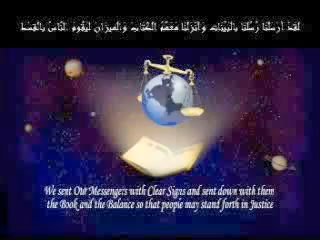 لقد أرسلنا رسلنا بالبينات وأنزلنا معهم الكتاب والميزان ليقوم الناس بالقسط
We sent Our Messengers with Clear Signs and sent down with them
the Book and the Balance so that people may stand forth in Justice